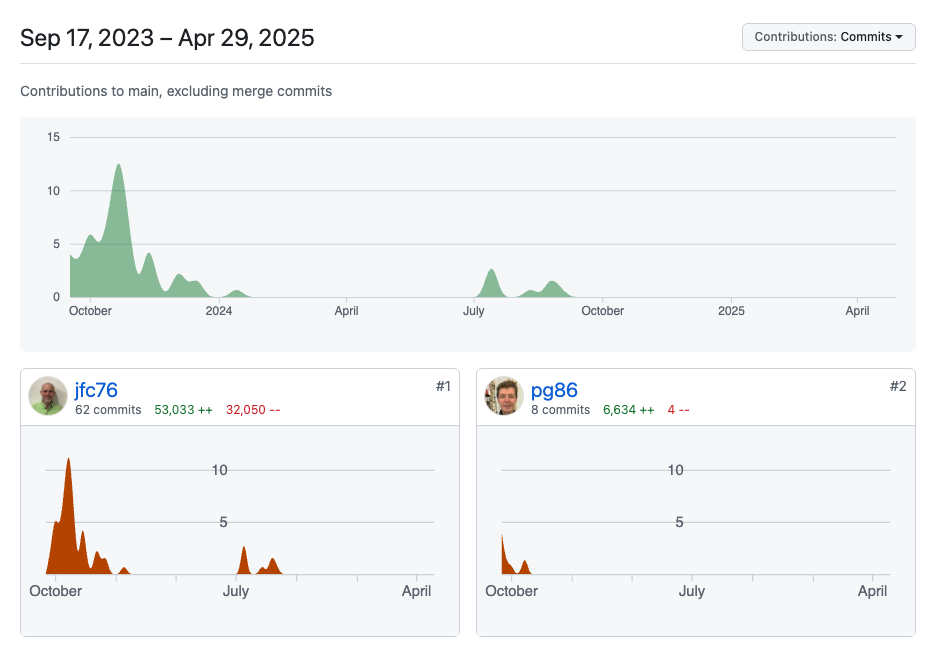 Sep 17, 2023 – Apr 29, 2025
Contributions: Commits
Contributions to main, excluding merge commits
15
10
5
0
October 2024 April July October 2025 April
jfc76 #1
62 commits 53,033 ++ 32,050 --
10
5
October July April
pg86 #2
8 commits 6,634 ++ 4 --
10
5
October July April